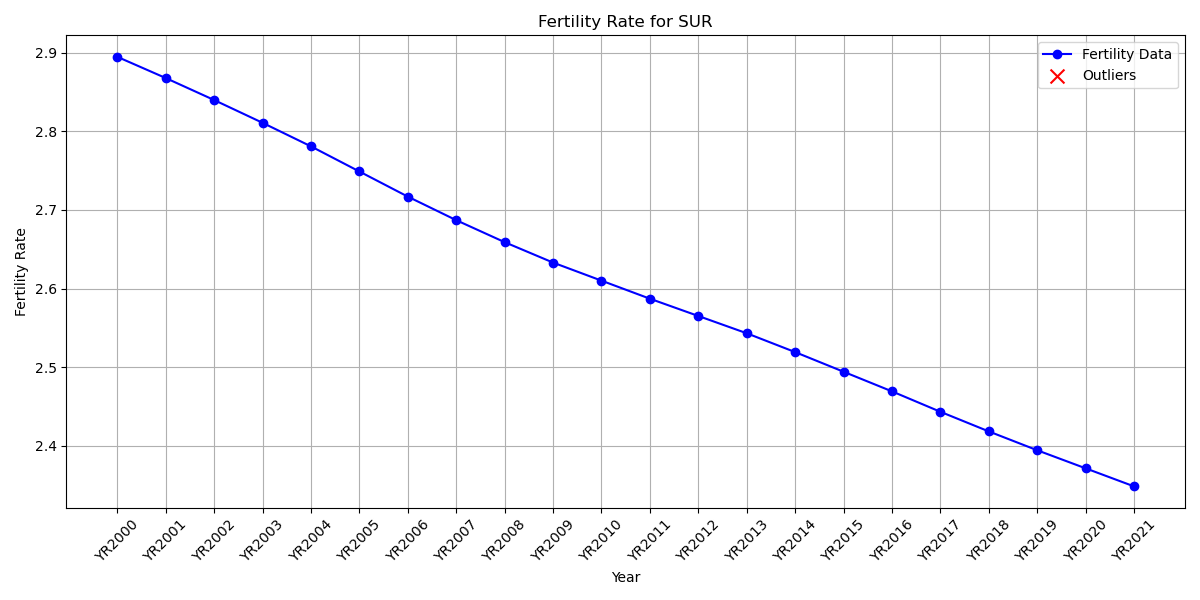 Fertility Rate for SUR
Fertility Data
Outliers
Fertility Rate
2.9
2.8
2.7
2.6
2.5
2.4
YR2000
YR2001
YR2002
YR2003
YR2004
YR2005
YR2006
YR2007
YR2008
YR2009
YR2010
YR2011
YR2012
YR2013
YR2014
YR2015
YR2016
YR2017
YR2018
YR2019
YR2020
YR2021
Year